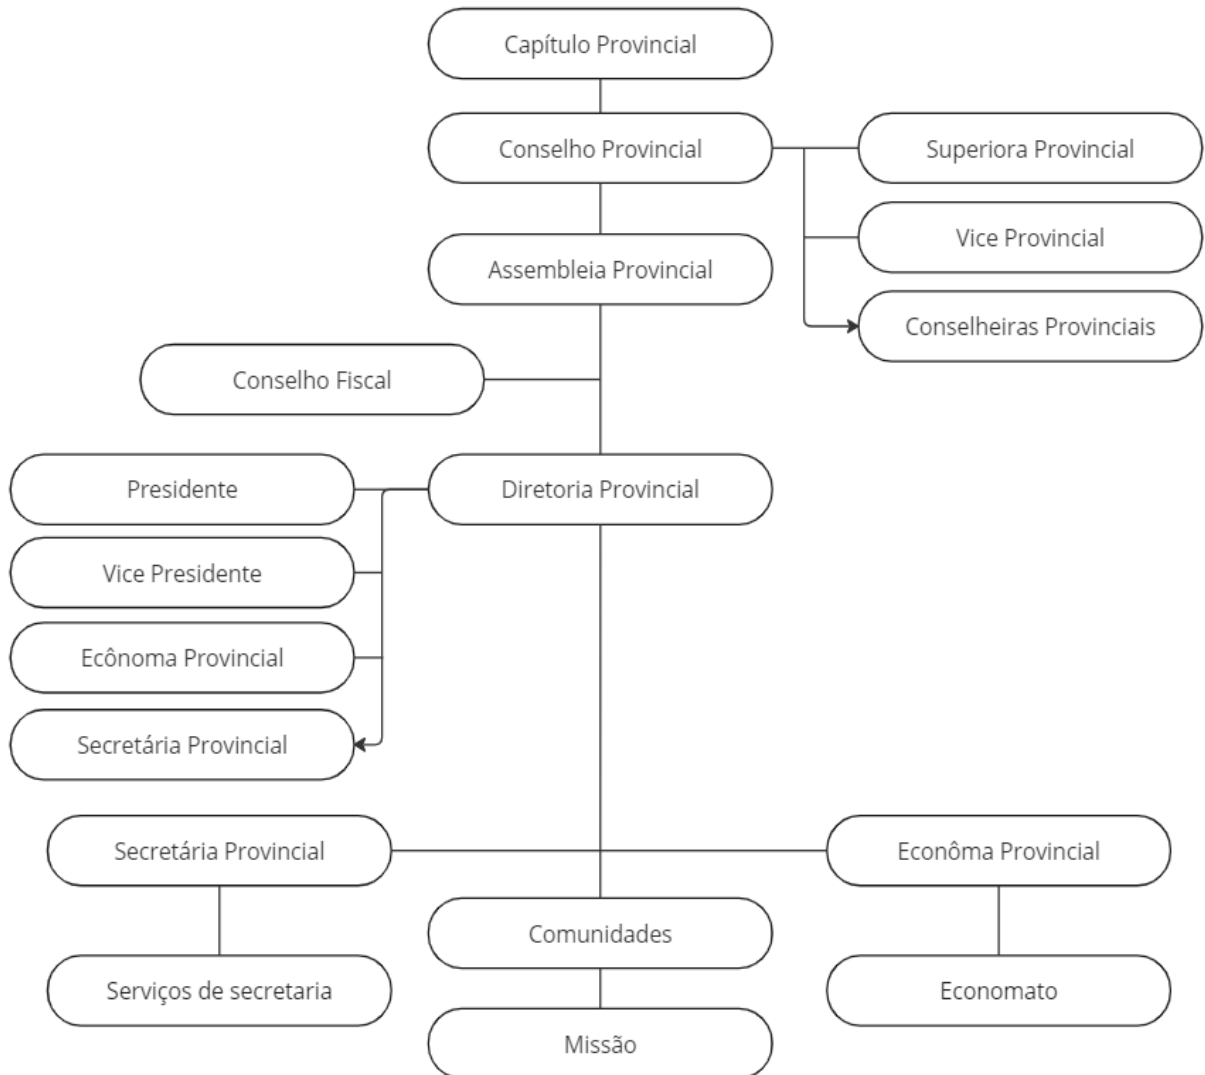 Capítulo Provincial
Conselho Provincial
Superiora Provincial
Vice Provincial
Assembleia Provincial
Conselheiras Provinciais
Conselho Fiscal
Presidente
Diretoria Provincial
Vice Presidente
Ecônoma Provincial
Secretária Provincial
Secretária Provincial
Econôma Provincial
Comunidades
Serviços de secretaria
Economato
Missão